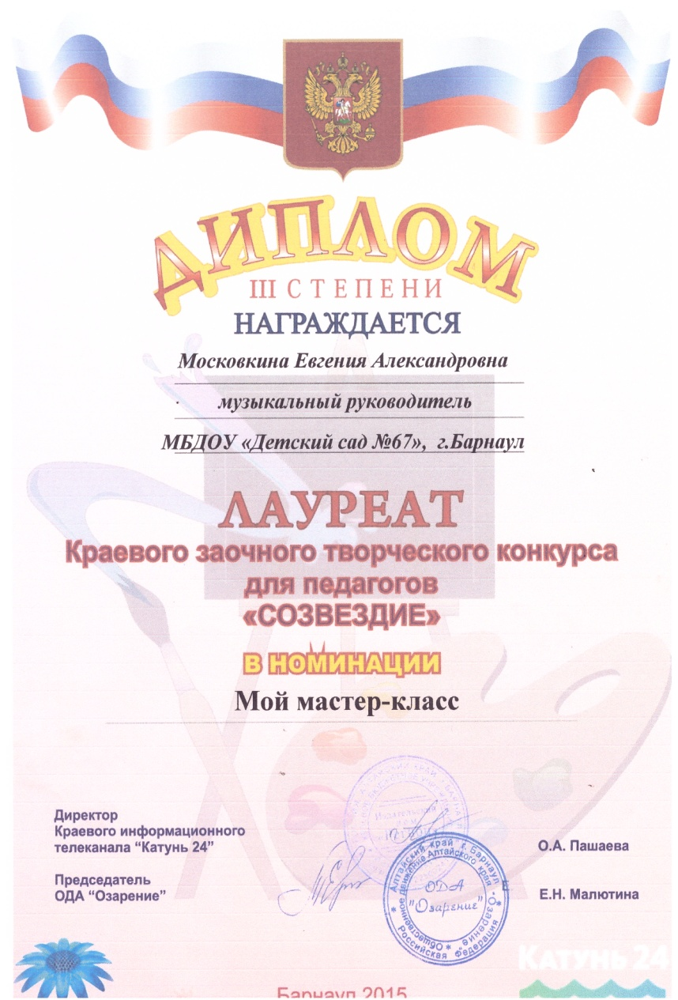 ДИПЛОМ
III СТЕПЕНИ
НАГРАЖДАЕТСЯ
Московкина Евгения Александровна
музыкальный руководитель
МБДОУ «Детский сад №67», г.Барнаул
ЛАУРЕАТ
Краевого заочного творческого конкурса
для педагогов
«СОЗВЕЗДИЕ»
В НОМИНАЦИИ
Мой мастер-класс
Директор
Краевого информационного
телеканала “Катунь 24”
О.А. Пашаева
Председатель
ОДА “Озарение”
Е.Н. Малютина
Алтайский край г. Барнаул
Общественное движение Алтайского края "Озарение"
Российская Федерация
ОДА
"Озарение"
КАТУНЬ 24
Барнаул 2015